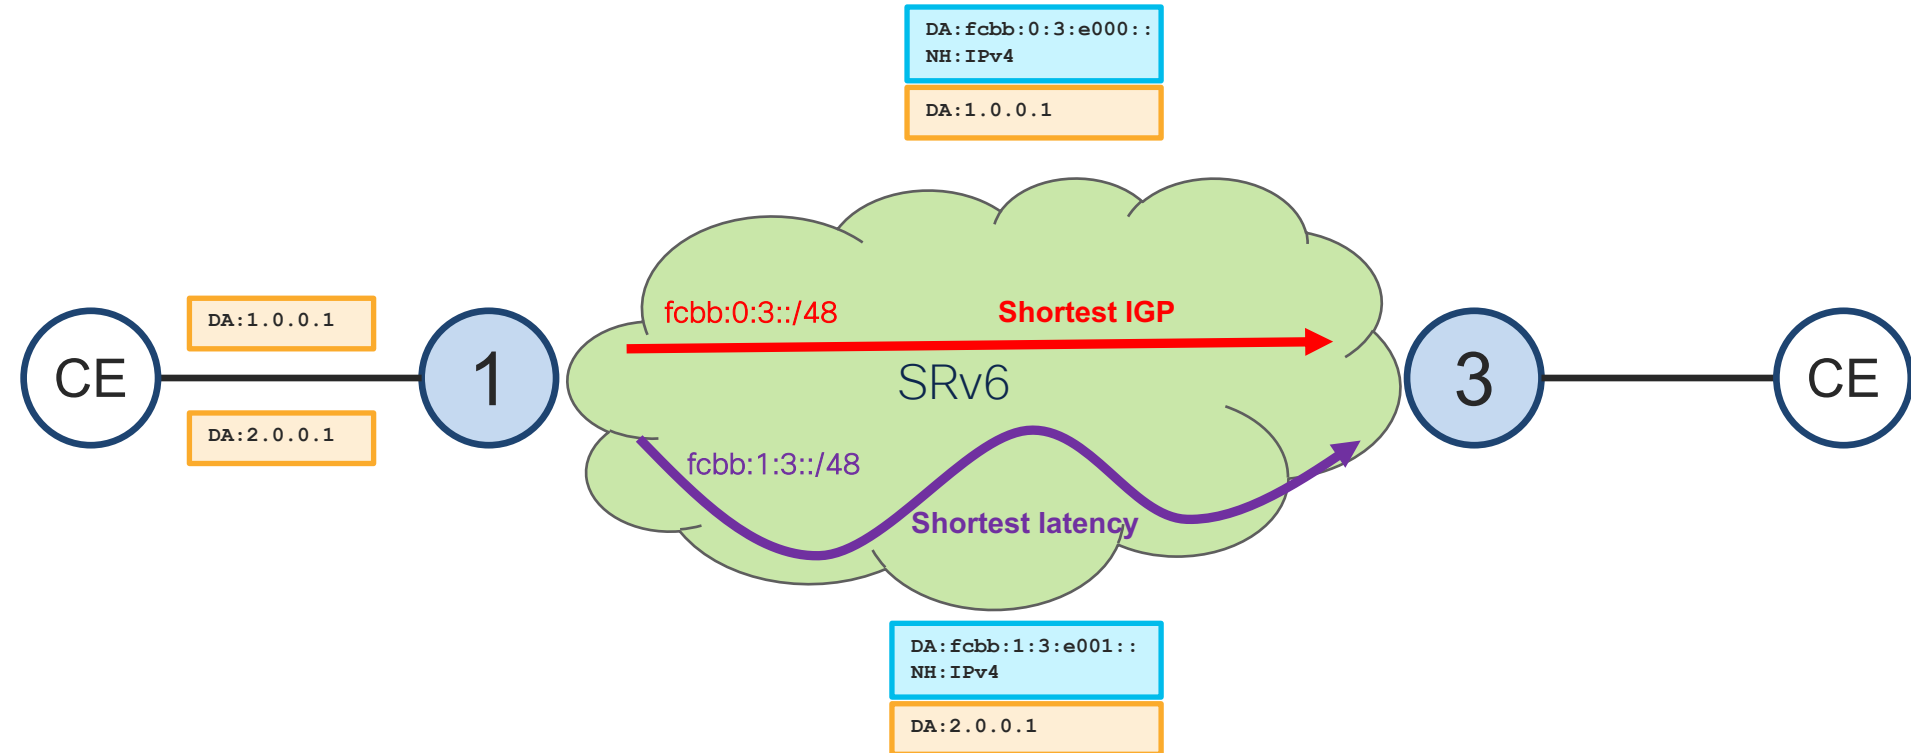 DA:fcbb:0:3:e000::
NH:IPv4
DA:1.0.0.1
DA:1.0.0.1
fcbb:0:3::/48
Shortest IGP
CE
1
SRv6
3
CE
DA:2.0.0.1
fcbb:1:3::/48
Shortest latency
DA:fcbb:1:3:e001::
NH:IPv4
DA:2.0.0.1